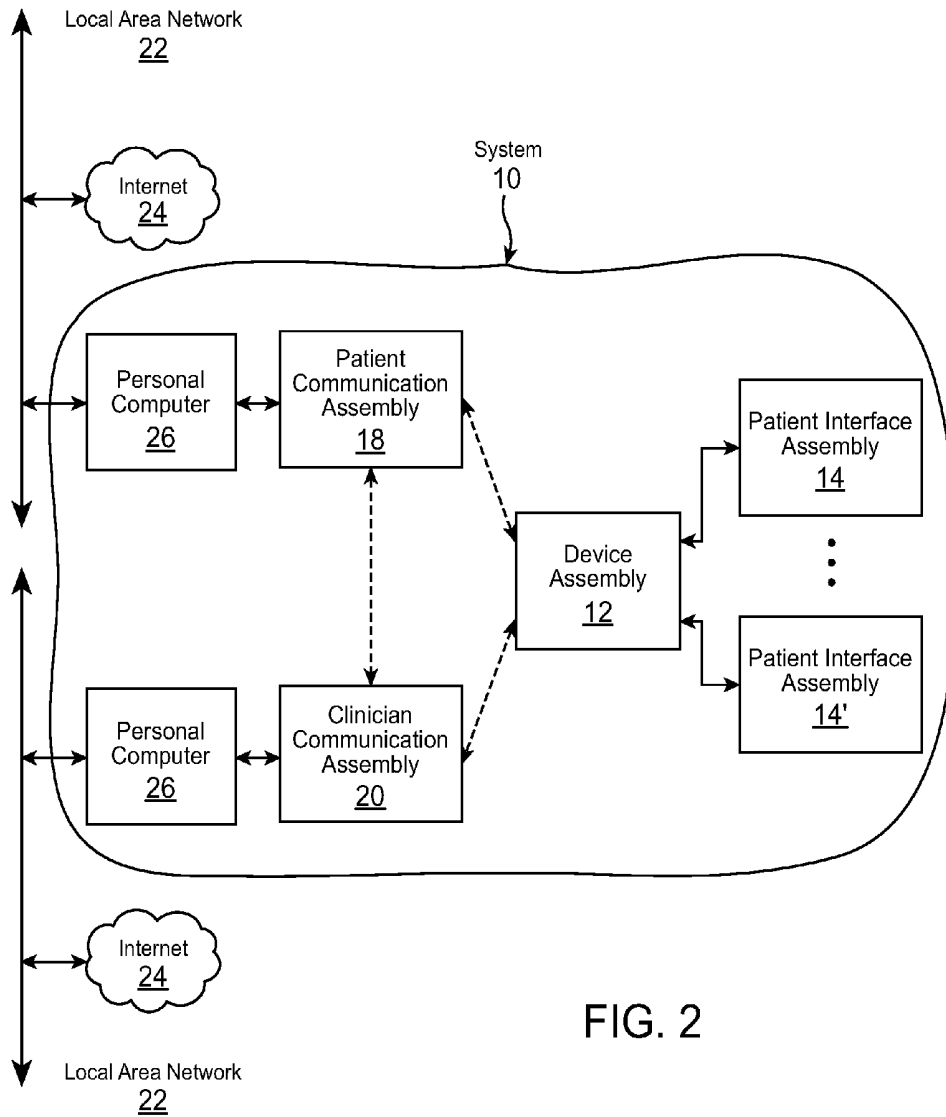 Local Area Network
22
Internet
24
System
10
Personal
Computer
26
Patient
Communication
Assembly
18
Patient Interface
Assembly
14
Device
Assembly
12
Patient Interface
Assembly
14'
Personal
Computer
26
Clinician
Communication
Assembly
20
Internet
24
FIG. 2
Local Area Network
22